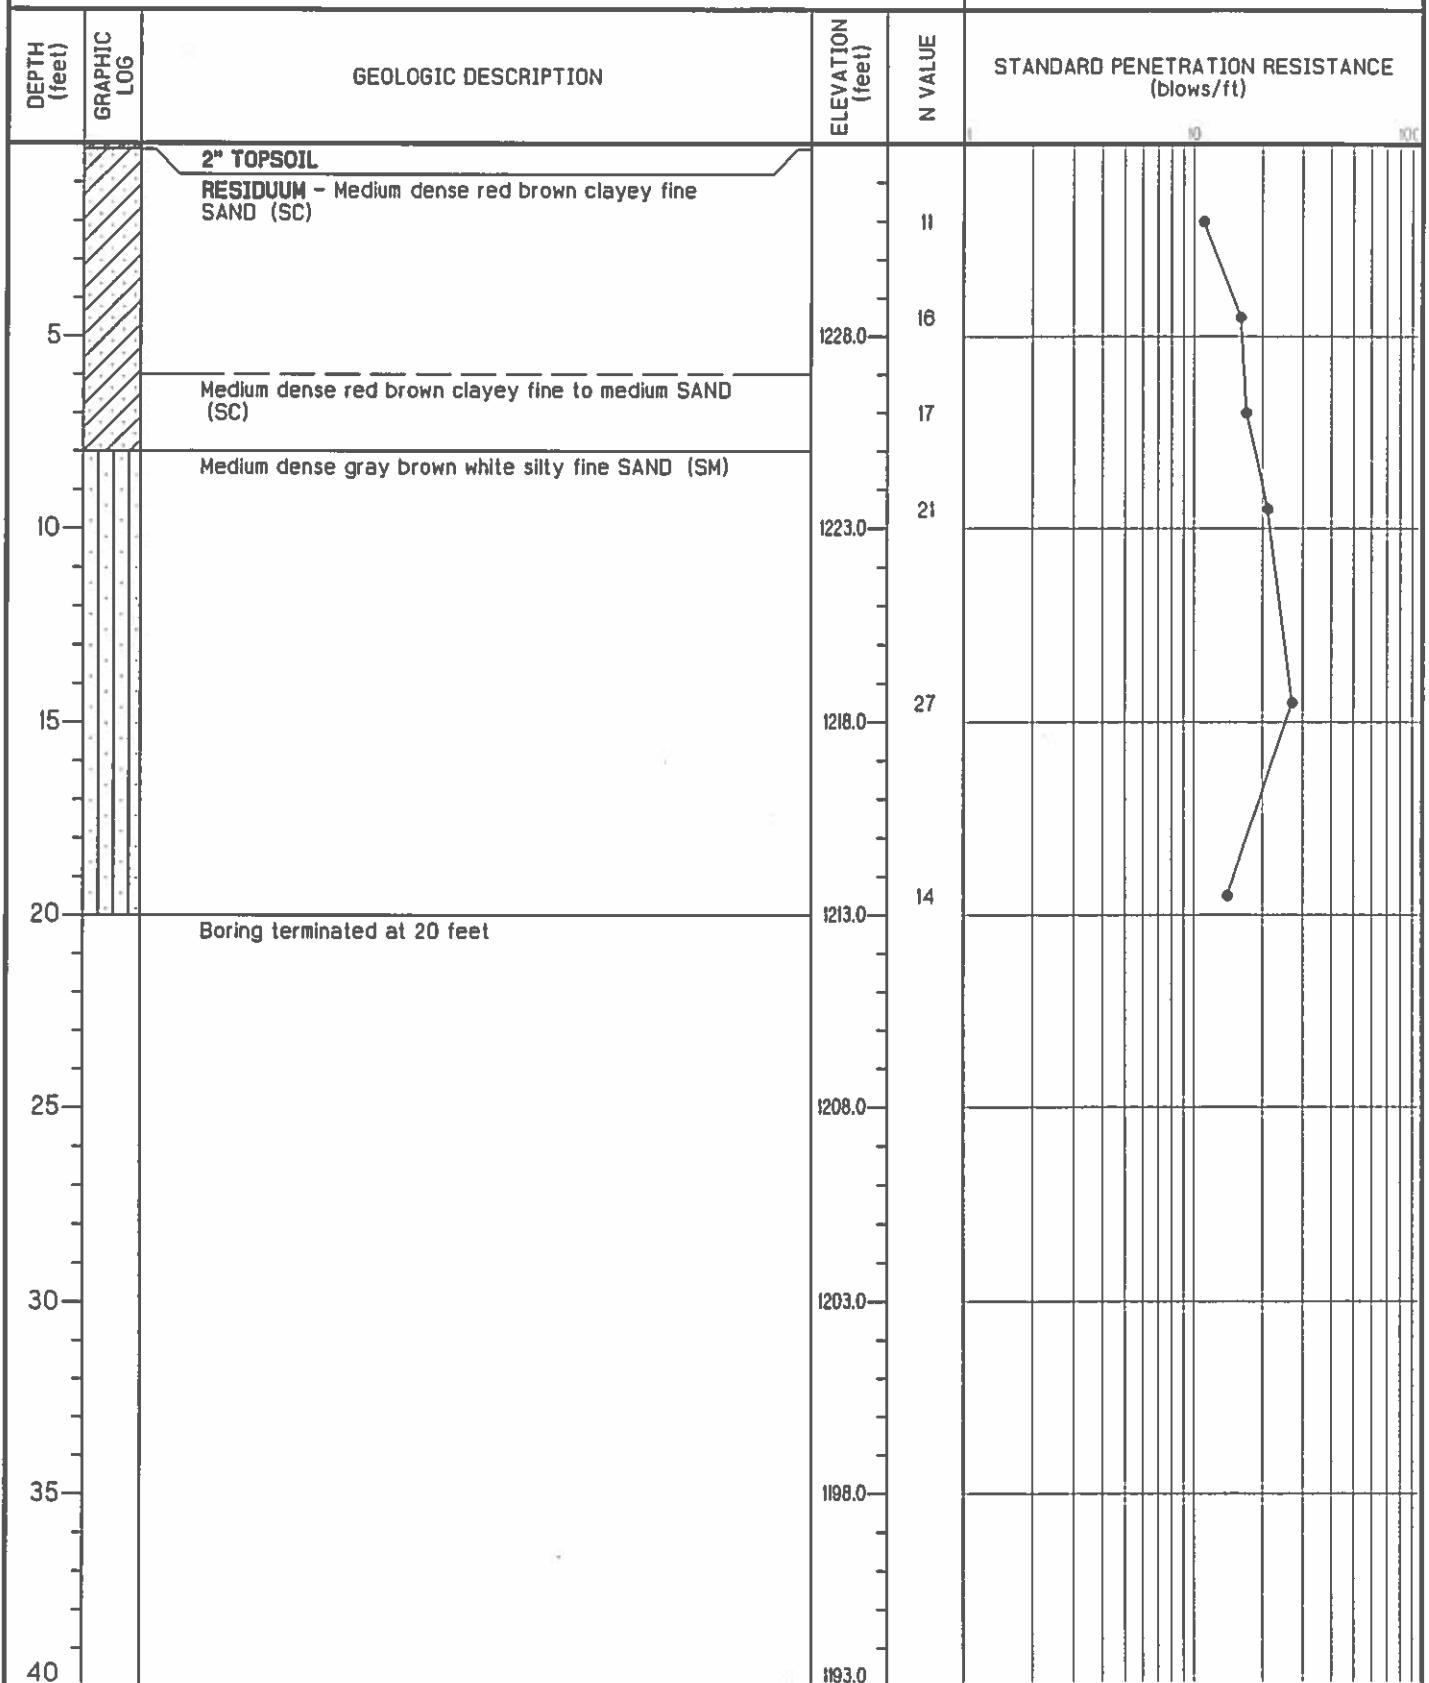 DEPTH
(feet)
GRAPHIC
LOG
GEOLOGIC DESCRIPTION
ELEVATION
(feet)
N VALUE
STANDARD PENETRATION RESISTANCE
(blows/ft)
1 10 100
2" TOPSOIL
RESIDUUM - Medium dense red brown clayey fine
SAND (SC)
11
16
5 1228.0
Medium dense red brown clayey fine to medium SAND
(SC)
17
Medium dense gray brown white silty fine SAND (SM)
21
10 1223.0
27
15 1218.0
14
20 1213.0
Boring terminated at 20 feet
25 1208.0
30 1203.0
35 1198.0
40 1193.0